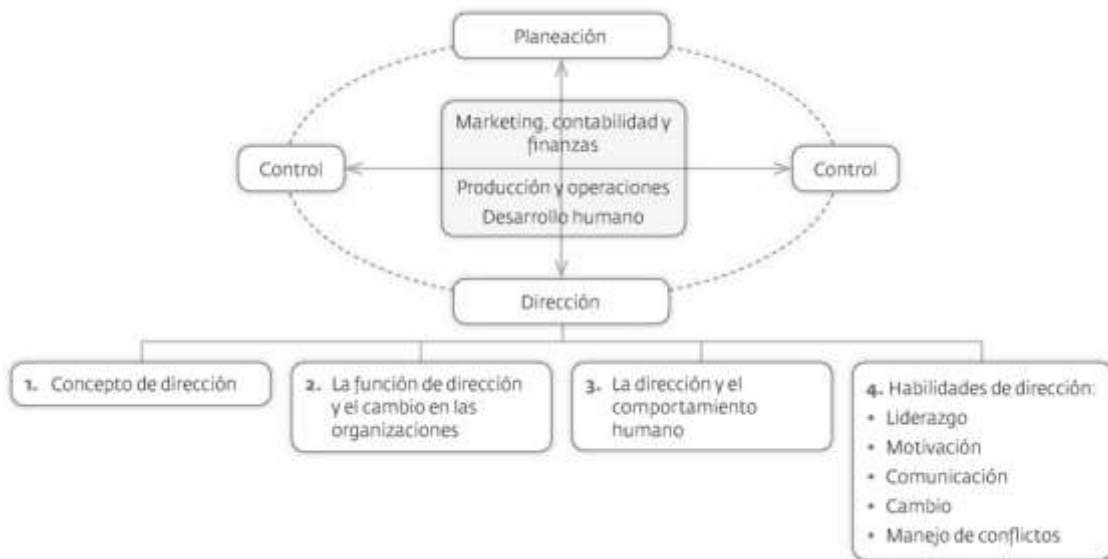 Planeación
Marketing, contabilidad y
finanzas
Control
Control
Producción y operaciones
Desarrollo humano
Dirección
1. Concepto de dirección
2. La función de dirección
y el cambio en las
organizaciones
3. La dirección y el
comportamiento
humano
4. Habilidades de dirección:
• Liderazgo
• Motivación
• Comunicación
• Cambio
• Manejo de conflictos